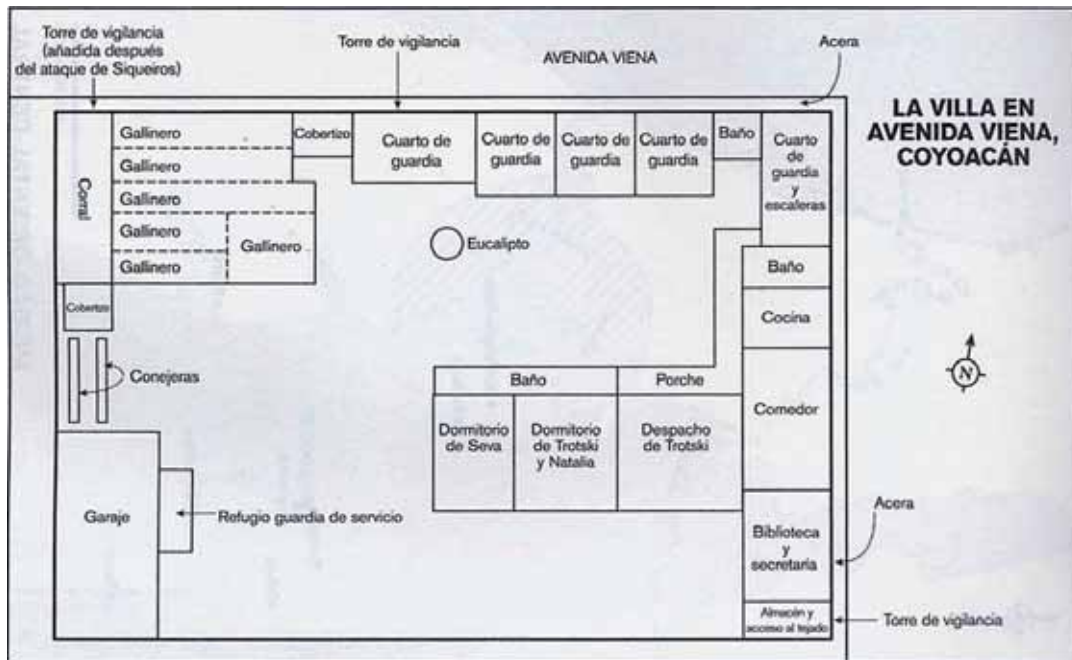 Torre de vigilancia
(añadida después
del ataque de Siqueiros)
Torre de vigilancia
AVENIDA VIENA
Acera
LA VILLA EN
AVENIDA VIENA,
COYOACÁN
Gallinero
Gallinero
Gallinero
Gallinero
Gallinero
Gallinero
Corral
Cobertizo
Cuarto de
guardia
Cuarto de
guardia
Cuarto de
guardia
Cuarto de
guardia
Baño
Cuarto
de
guardia
y
escaleras
Eucalipto
Baño
Cobertizo
Cocina
N
Conejeras
Baño
Porche
Comedor
Dormitorio
de Seva
Dormitorio
de Trotski
y Natalia
Despacho
de Trotski
Garaje
Refugio guardia de servicio
Acera
Biblioteca
y
secretaría
Almacén y
acceso al tejado
Torre de vigilancia